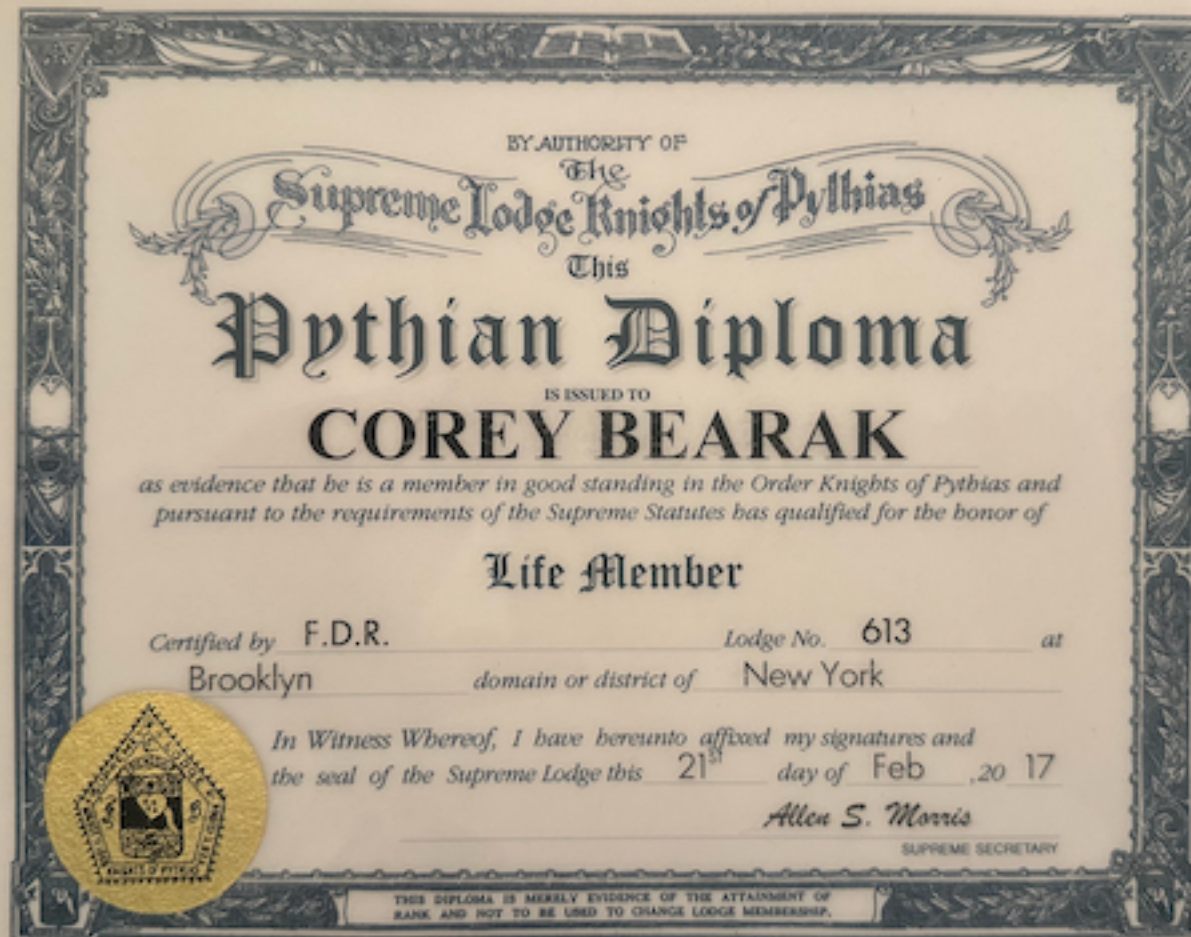 BY AUTHORITY OF
The
Supreme Lodge Knights of Pythias
This
Pythian Diploma
IS ISSUED TO
COREY BEARAK
as evidence that he is a member in good standing in the Order Knights of Pythias and
pursuant to the requirements of the Supreme Statutes has qualified for the honor of
Life Member
Certified by F.D.R. Lodge No. 613 at
Brooklyn domain or district of New York
In Witness Whereof, I have hereunto affixed my signatures and
the seal of the Supreme Lodge this 21st day of Feb , 20 17
Allen S. Morris
SUPREME SECRETARY
KNIGHTS OF PYTHIAS
THIS DIPLOMA IS MERELY EVIDENCE OF THE ATTAINMENT OF
RANK AND NOT TO BE USED TO CHANGE LODGE MEMBERSHIP.